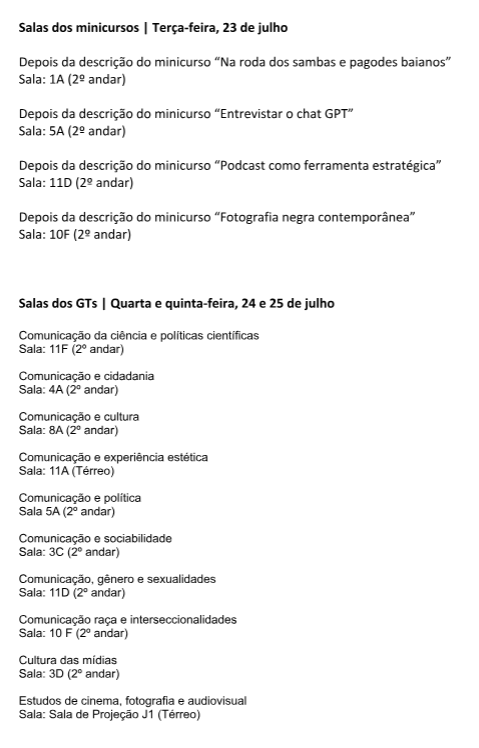 Salas dos minicursos | Terça-feira, 23 de julho
Depois da descrição do minicurso “Na roda dos sambas e pagodes baianos”
Sala: 1A (2º andar)
Depois da descrição do minicurso “Entrevistar o chat GPT”
Sala: 5A (2º andar)
Depois da descrição do minicurso “Podcast como ferramenta estratégica”
Sala: 11D (2º andar)
Depois da descrição do minicurso “Fotografia negra contemporânea”
Sala: 10F (2º andar)
Salas dos GTs | Quarta e quinta-feira, 24 e 25 de julho
Comunicação da ciência e políticas científicas
Sala: 11F (2º andar)
Comunicação e cidadania
Sala: 4A (2º andar)
Comunicação e cultura
Sala: 8A (2º andar)
Comunicação e experiência estética
Sala: 11A (Térreo)
Comunicação e política
Sala 5A (2º andar)
Comunicação e sociabilidade
Sala: 3C (2º andar)
Comunicação, gênero e sexualidades
Sala: 11D (2º andar)
Comunicação raça e interseccionalidades
Sala: 10 F (2º andar)
Cultura das mídias
Sala: 3D (2º andar)
Estudos de cinema, fotografia e audiovisual
Sala: Sala de Projeção J1 (Térreo)